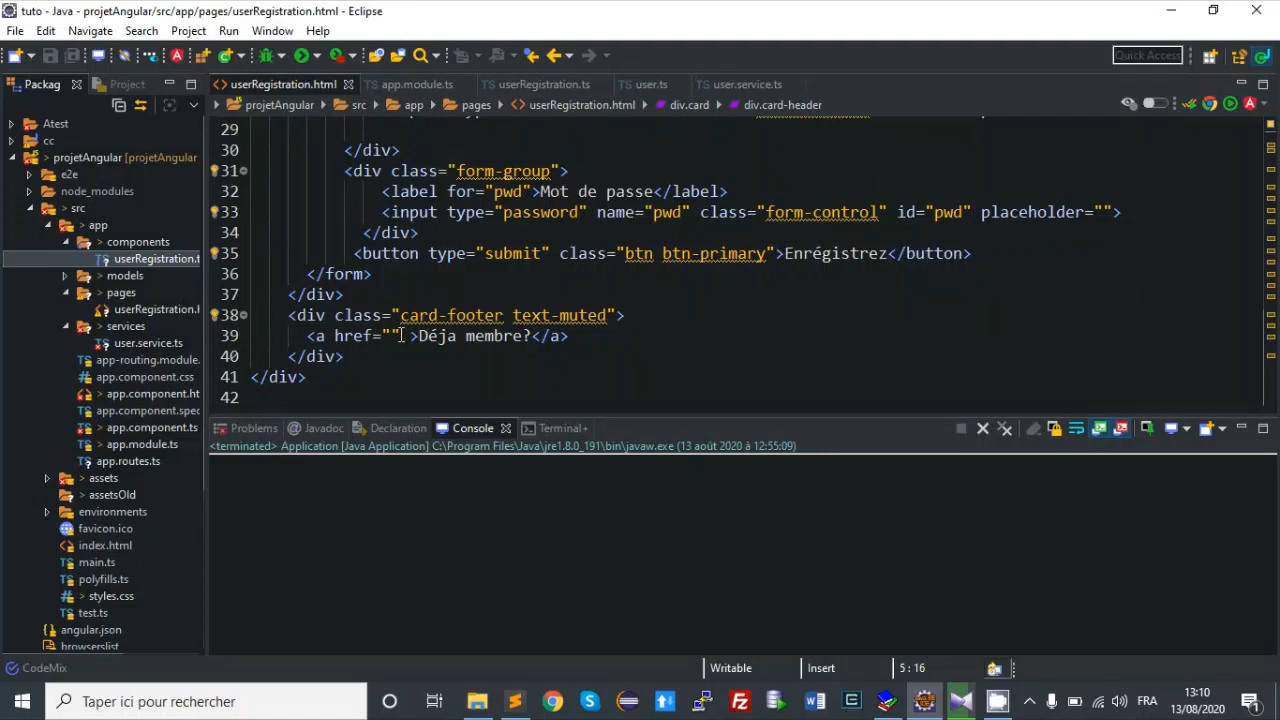 tuto - Java - projetAngular/src/app/pages/userRegistration.html - Eclipse
File Edit Navigate Search Project Run Window Help
Quick Access
Packag Project
userRegistration.html app.module.ts userRegistration.ts user.ts user.service.ts
projetAngular src app pages userRegistration.html div.card div.card-header
Atest
cc
> projetAngular [projetAngular
e2e
node_modules
> src
> app
> components
userRegistration.t
> models
> pages
userRegistration.h
> services
user.service.ts
app-routing.module.
app.component.css
> app.component.ht
app.component.spec
> app.component.ts
> app.module.ts
app.routes.ts
> assets
assetsOld
environments
favicon.ico
index.html
main.ts
polyfills.ts
> styles.css
test.ts
angular.json
browserslist
29
30 </div>
31 <div class="form-group">
32 <label for="pwd">Mot de passe</label>
33 <input type="password" name="pwd" class="form-control" id="pwd" placeholder="">
34 </div>
35 <button type="submit" class="btn btn-primary">Enrégistrez</button>
36 </form>
37 </div>
38 <div class="card-footer text-muted">
39 <a href="" >Déja membre?</a>
40 </div>
41 </div>
42
Problems Javadoc Declaration Console Terminal+
<terminated> Application [Java Application] C:\Program Files\Java\jre1.8.0_191\bin\javaw.exe (13 août 2020 à 12:55:09)
CodeMix Writable Insert 5 : 16
Taper ici pour rechercher
FRA
13:10
13/08/2020
1